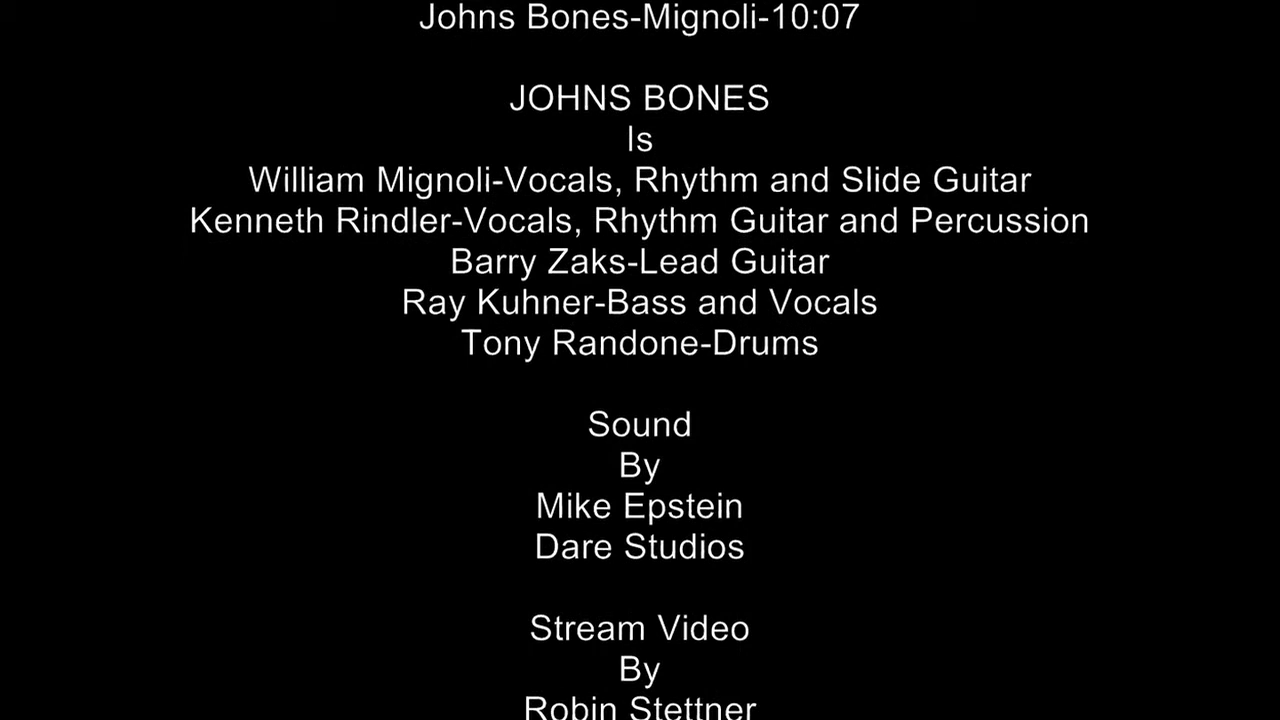 Johns Bones-Mignoli-10:07
JOHNS BONES
Is
William Mignoli-Vocals, Rhythm and Slide Guitar
Kenneth Rindler-Vocals, Rhythm Guitar and Percussion
Barry Zaks-Lead Guitar
Ray Kuhner-Bass and Vocals
Tony Randone-Drums
Sound
By
Mike Epstein
Dare Studios
Stream Video
By
Robin Stettner